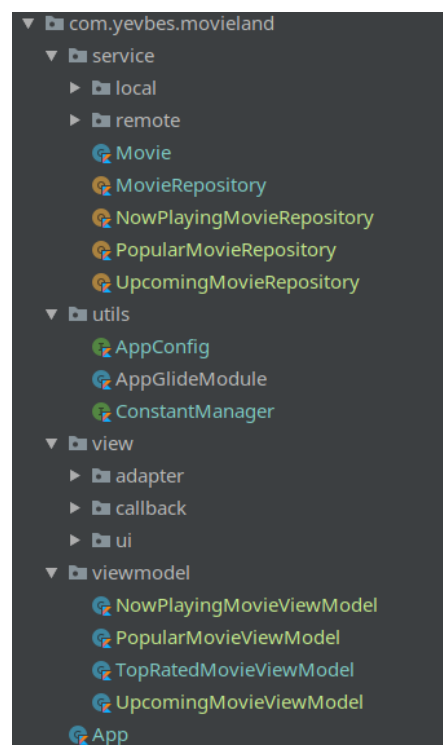 com.yevbes.movieland
service
local
remote
Movie
MovieRepository
NowPlayingMovieRepository
PopularMovieRepository
UpcomingMovieRepository
utils
AppConfig
AppGlideModule
ConstantManager
view
adapter
callback
ui
viewmodel
NowPlayingMovieViewModel
PopularMovieViewModel
TopRatedMovieViewModel
UpcomingMovieViewModel
App